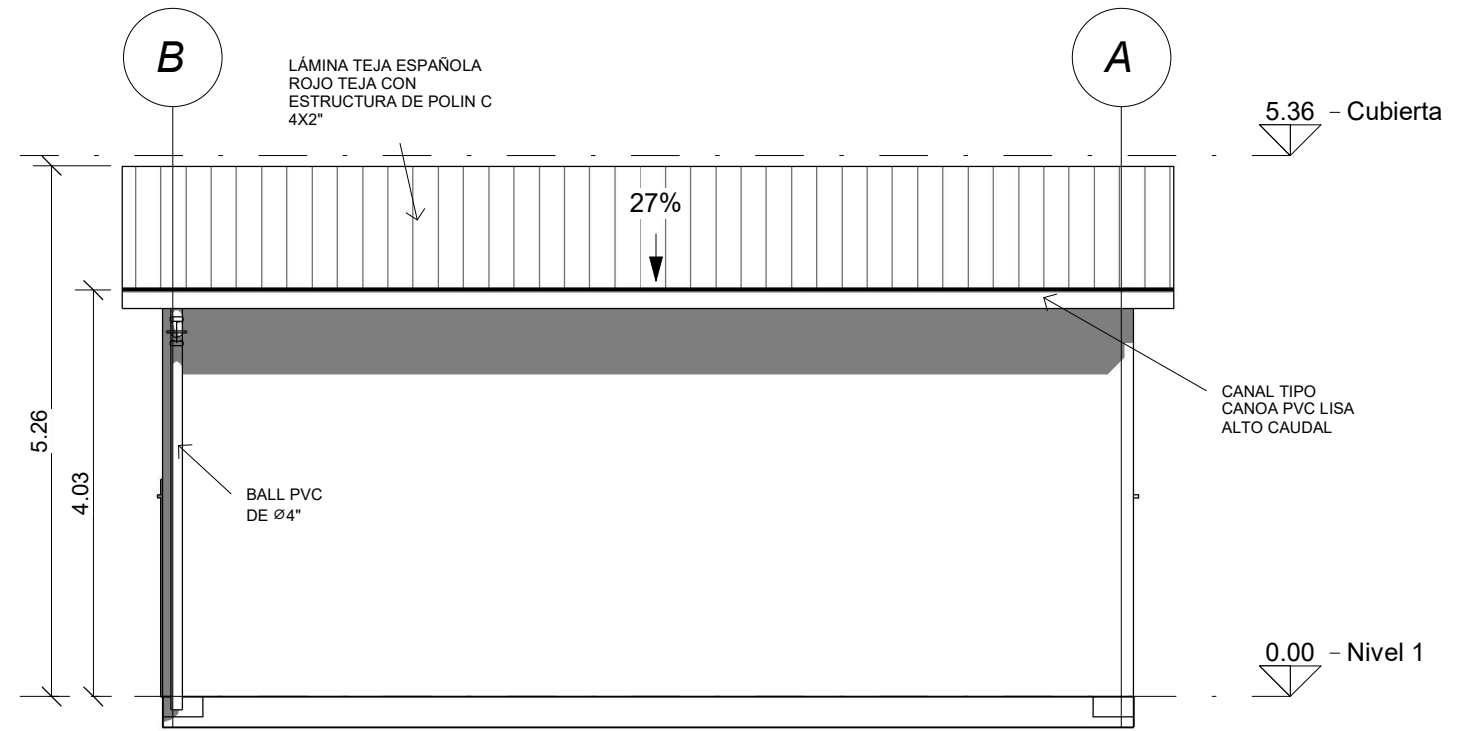 B
A
LÁMINA TEJA ESPAÑOLA
ROJO TEJA CON
ESTRUCTURA DE POLIN C
4X2"
5.36 – Cubierta
27%
CANAL TIPO
CANOA PVC LISA
ALTO CAUDAL
5.26
4.03
BALL PVC
DE Ø4"
0.00 – Nivel 1